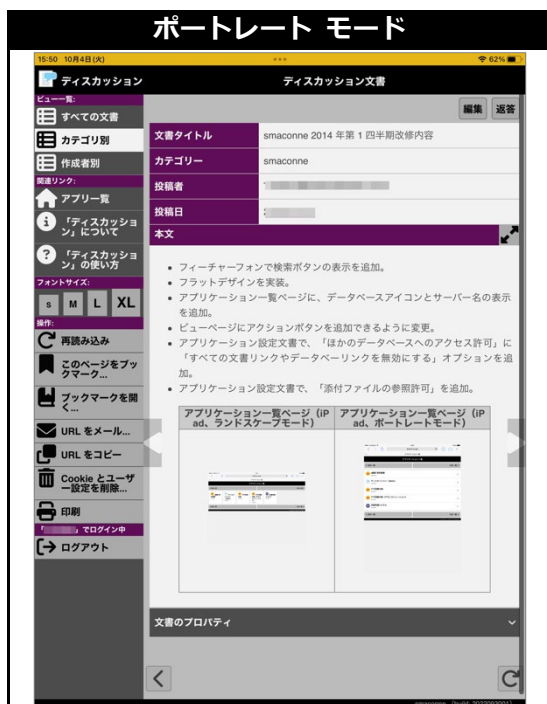 ポートレート モード
15:50 10月4日(火)
62%
ディスカッション
ディスカッション文書
ビュー一覧:
すべての文書
カテゴリ別
作成者別
関連リンク:
アプリ一覧
「ディスカッショ
ン」について
「ディスカッショ
ン」の使い方
フォントサイズ:
S M L XL
操作:
再読み込み
このページをブッ
クマーク...
ブックマークを開
く...
URL をメール...
URL をコピー
Cookie とユーザ
ー設定を削除...
印刷
」でログイン中
ログアウト
編集 返答
文書タイトル smaconne 2014 年第 1 四半期改修内容
カテゴリー smaconne
投稿者
投稿日
本文
• フィーチャーフォンで検索ボタンの表示を追加。
• フラットデザインを実装。
• アプリケーション一覧ページに、データベースアイコンとサーバー名の表示
を追加。
• ビューページにアクションボタンを追加できるように変更。
• アプリケーション設定文書で、「ほかのデータベースへのアクセス許可」に
「すべての文書リンクやデータベーリンクを無効にする」オプションを追
加。
• アプリケーション設定文書で、「添付ファイルの参照許可」を追加。
アプリケーション一覧ページ（iP
ad、ランドスケープモード）
アプリケーション一覧ページ（iP
ad、ポートレートモード）
文書のプロパティ
smaconne (build: 2022093001)